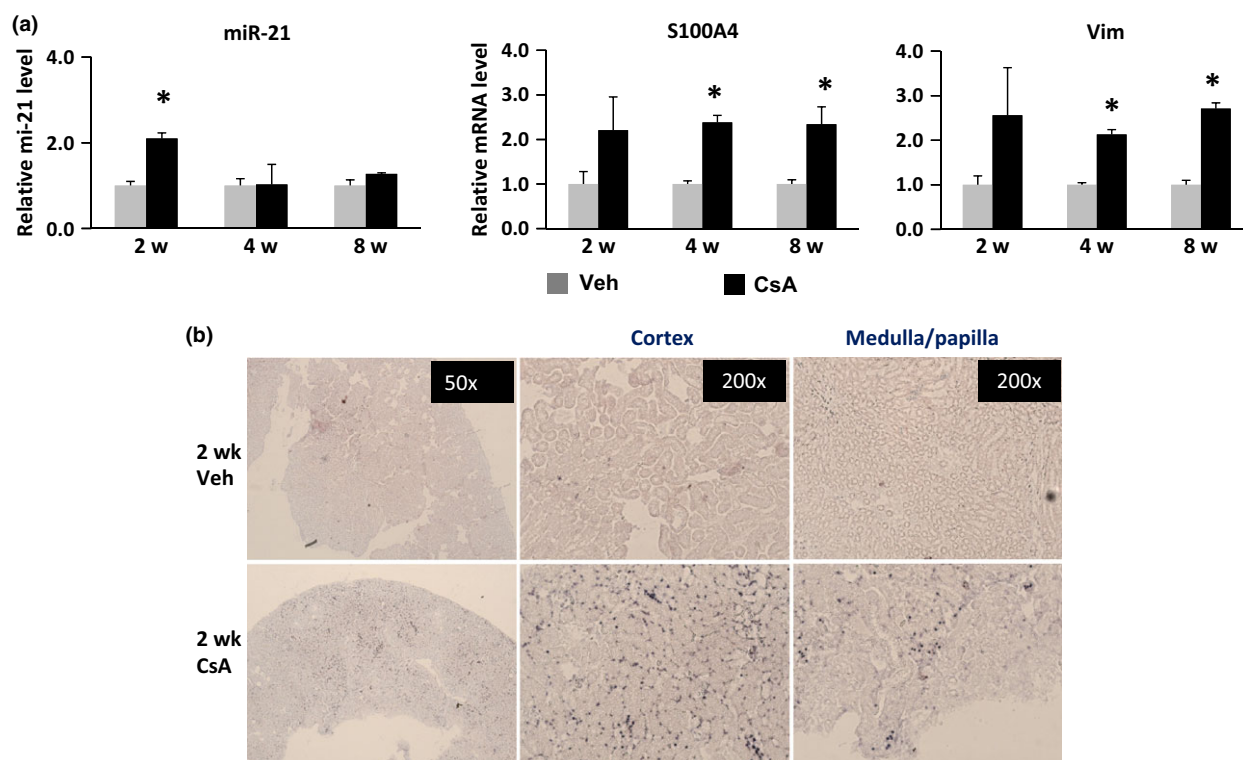 (a)
miR-21
Relative mi-21 level
4.0
2.0
0.0
*
2 w
4 w
8 w
S100A4
Relative mRNA level
4.0
3.0
2.0
1.0
0.0
*
*
2 w
4 w
8 w
Vim
4.0
3.0
2.0
1.0
0.0
*
*
2 w
4 w
8 w
Veh
CsA
(b)
Cortex
Medulla/papilla
50x
200x
200x
2 wk
Veh
2 wk
CsA